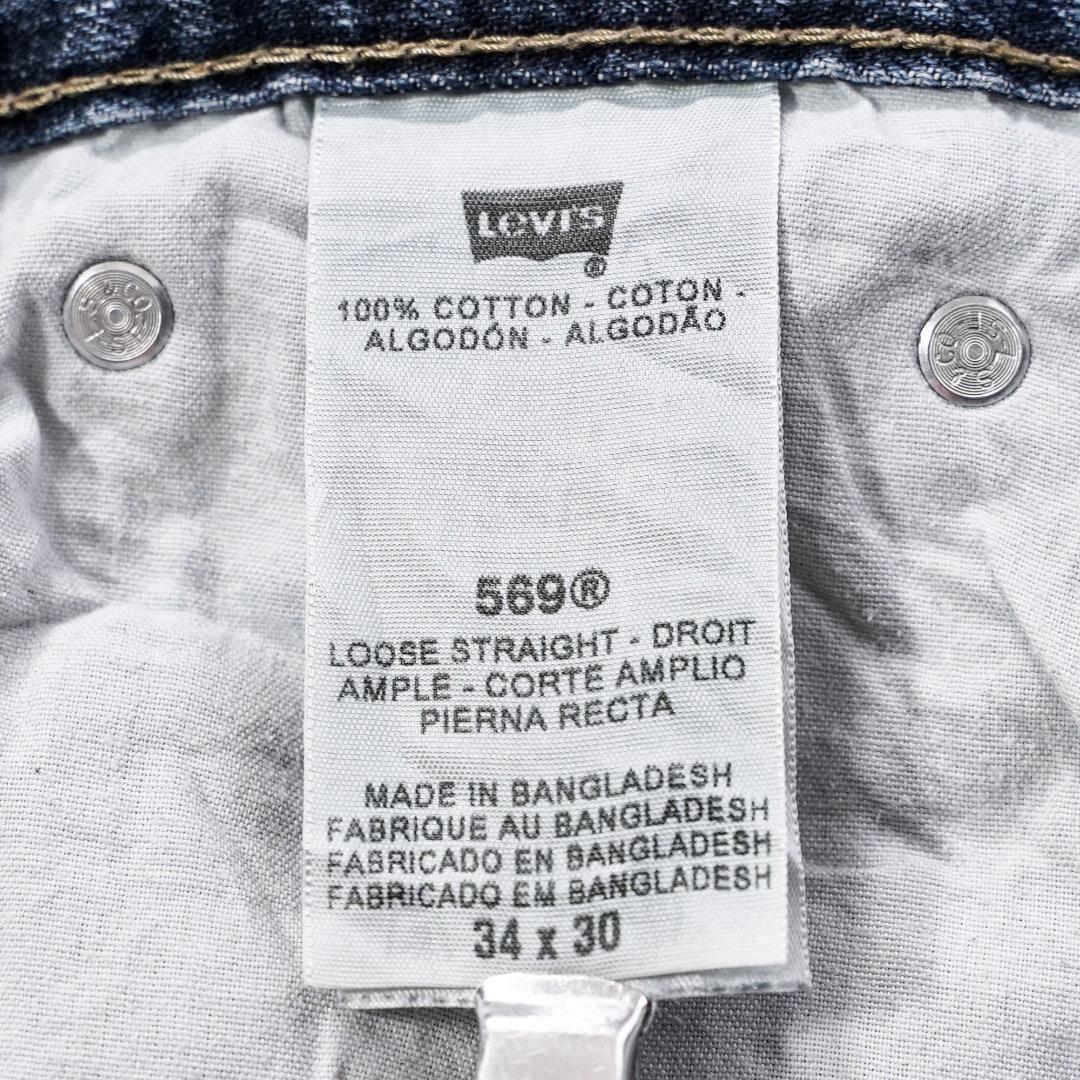 LEVI'S
®
100% COTTON - COTON -
ALGODÓN - ALGODÃO
569®
LOOSE STRAIGHT - DROIT
AMPLE - CORTE AMPLIO
PIERNA RECTA
MADE IN BANGLADESH
FABRIQUE AU BANGLADESH
FABRICADO EN BANGLADESH
FABRICADO EM BANGLADESH
34 x 30